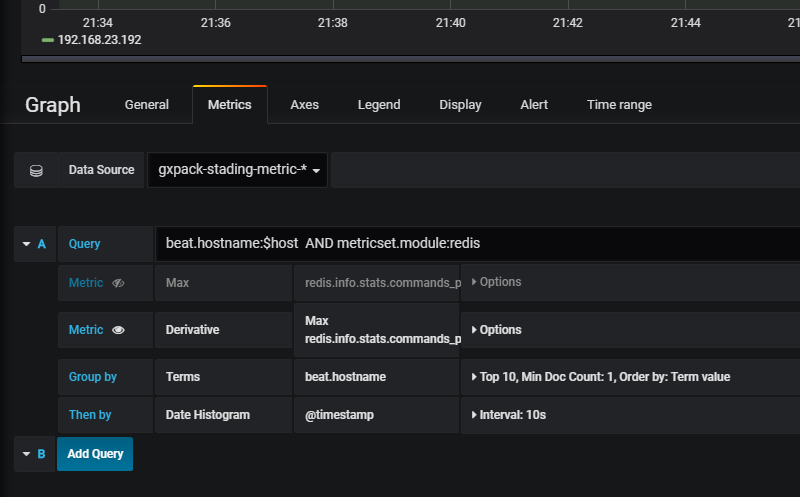 0
21:34 21:36 21:38 21:40 21:42 21:44
192.168.23.192
Graph General Metrics Axes Legend Display Alert Time range
Data Source gxpack-stading-metric-*
A Query beat.hostname:$host AND metricset.module:redis
Metric Max redis.info.stats.commands_p Options
Metric Derivative Max redis.info.stats.commands_p Options
Group by Terms beat.hostname Top 10, Min Doc Count: 1, Order by: Term value
Then by Date Histogram @timestamp Interval: 10s
B Add Query